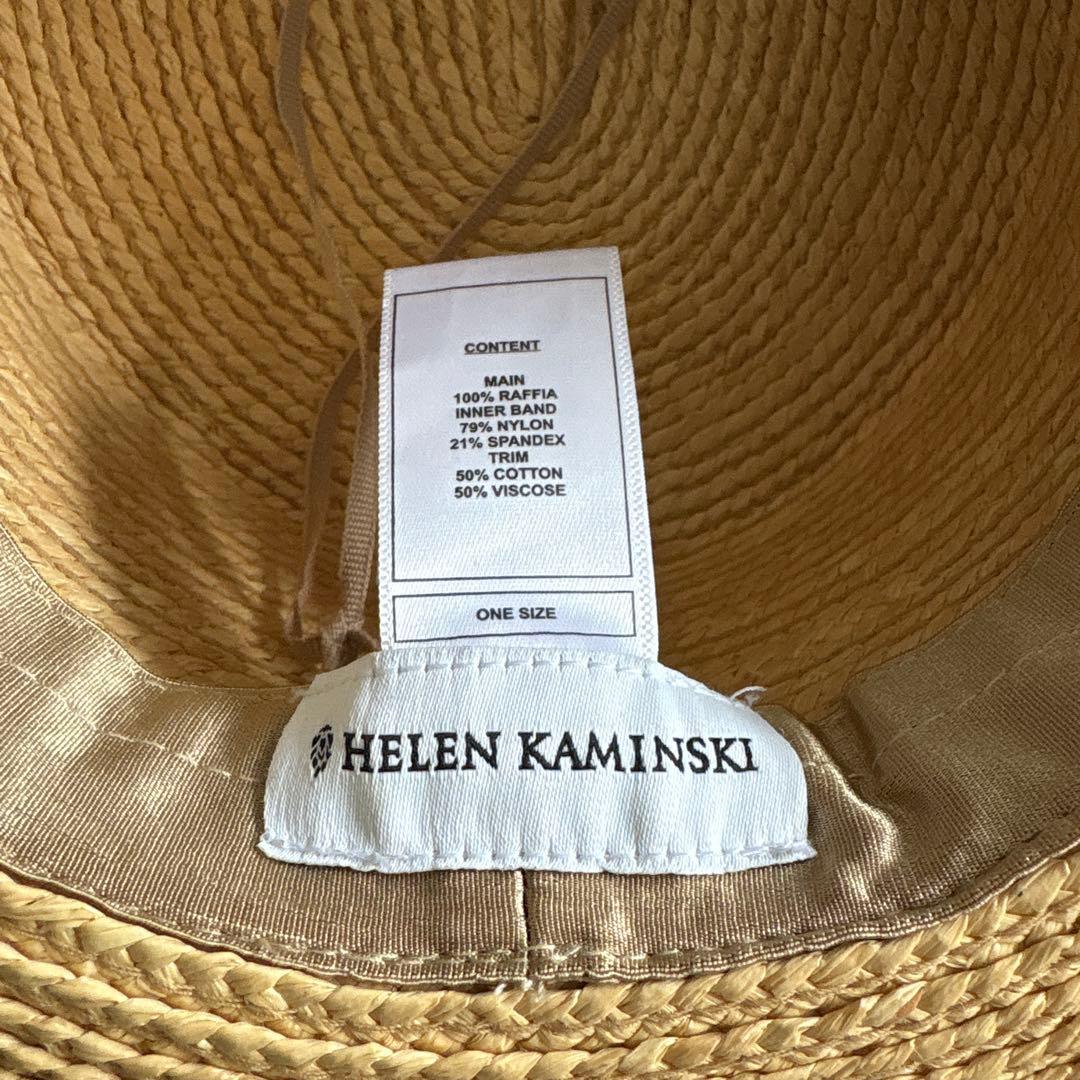 CONTENT
MAIN
100% RAFFIA
INNER BAND
79% NYLON
21% SPANDEX
TRIM
50% COTTON
50% VISCOSE
ONE SIZE
HELEN KAMINSKI